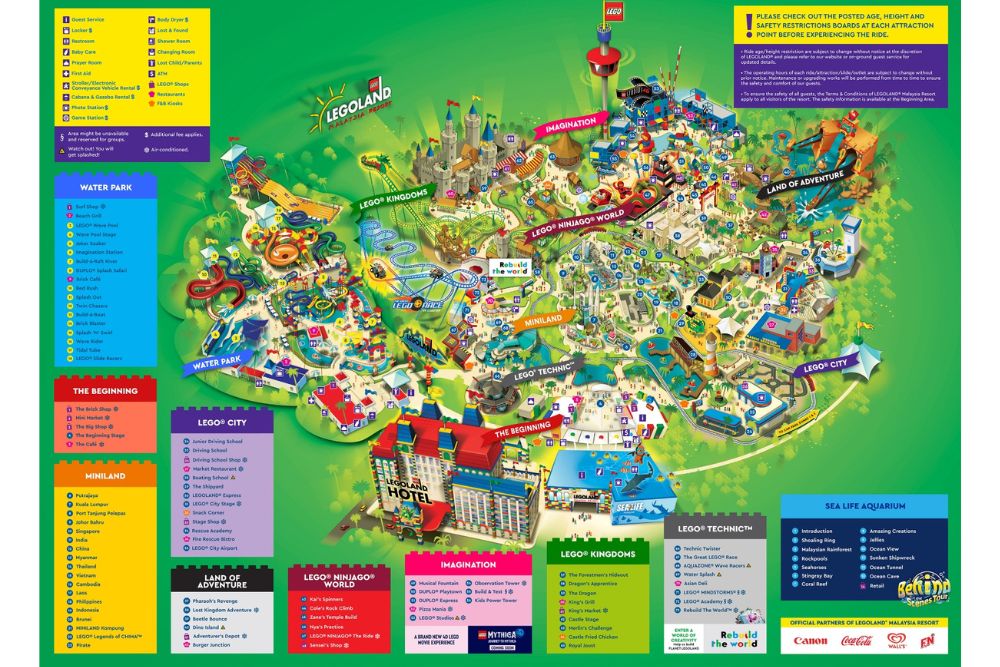 Guest Service
Locker $
Restroom
Baby Care
Prayer Room
First Aid
Stroller/Electronic
Conveyance Vehicle Rental $
Cabana & Gazebo Rental $
Photo Station $
Game Station $
Body Dryer $
Lost & Found
Shower Room
Changing Room
Lost Child/Parents
ATM
LEGO® Shops
Restaurants
F&B Kiosks
§ Area might be unavailable
and reserved for groups.
Watch out! You will
get splashed!
$ Additional fee applies.
Air-conditioned.
LEGO
LEGO
LEGOLAND
MALAYSIA RESORT
PLEASE CHECK OUT THE POSTED AGE, HEIGHT AND
SAFETY RESTRICTIONS BOARDS AT EACH ATTRACTION
POINT BEFORE EXPERIENCING THE RIDE.
• Ride age/height restriction are subject to change without notice at the discretion
of LEGOLAND® and please refer to our website or on-ground guest service for
updated details.
• The operating hours of each ride/attraction/slide/outlet are subject to change without
prior notice. Maintenance or upgrading works will be performed from time to time to ensure
the safety and comfort of our guests.
• To ensure the safety of all guests, the Terms & Conditions of LEGOLAND® Malaysia Resort
apply to all visitors of the resort. The safety information is available at the Beginning Area.
IMAGINATION
LAND OF ADVENTURE
LEGO® KINGDOMS
LEGO® NINJAGO® WORLD
Rebuild
the world
MINILAND
LEGO® TECHNIC™
LEGO® CITY
WATER PARK
THE BEGINNING
LEGOLAND
HOTEL
LEGOLAND
SEA LIFE
WATER PARK
Surf Shop
Beach Grill
LEGO® Wave Pool
Wave Pool Stage
Joker Soaker
Imagination Station
Build-A-Raft River
DUPLO® Splash Safari
Brick Café
Red Rush
Splash Out
Twin Chasers
Build-a-Boat
Brick Blaster
Splash 'N' Swirl
Wave Rider
Tidal Tube
LEGO® Slide Racers
THE BEGINNING
The Brick Shop
Mini Market
The Big Shop
The Beginning Stage
The Café
MINILAND
Putrajaya
Kuala Lumpur
Port Tanjung Pelepas
Johor Bahru
Singapore
India
China
Myanmar
Thailand
Vietnam
Cambodia
Laos
Philippines
Indonesia
Brunei
MINILAND Kampung
LEGO® Legends of CHIMA™
Pirate
LEGO® CITY
Junior Driving School
Driving School
Driving School Shop
Market Restaurant
Boating School
The Shipyard
LEGOLAND® Express
LEGO® City Stage
Snack Corner
Stage Shop
Rescue Academy
Fire Rescue Bistro
LEGO® City Airport
LAND OF
ADVENTURE
Pharaoh's Revenge
Lost Kingdom Adventure
Beetle Bounce
Dino Island
Adventurer's Depot
Burger Junction
LEGO® NINJAGO®
WORLD
Kai's Spinners
Cole's Rock Climb
Zane's Temple Build
Nya's Practice
LEGO® NINJAGO® The Ride
Sensei's Shop
IMAGINATION
Musical Fountain
DUPLO® Playtown
DUPLO® Express
Pizza Mania
LEGO® Studios
Observation Tower
Build & Test §
Kids Power Tower
A BRAND NEW 4D LEGO
MOVIE EXPERIENCE
MYTHICA
COMING SOON
LEGO® KINGDOMS
The Forestmen's Hideout
Dragon's Apprentice
The Dragon
King's Grill
King's Market
Castle Stage
Merlin's Challenge
Castle Fried Chicken
Royal Joust
LEGO® TECHNIC™
Technic Twister
The Great LEGO® Race
AQUAZONE® Wave Racers
Water Splash
Asian Deli
LEGO® MINDSTORMS® §
LEGO® Academy §
Rebuild The World™
ENTER A
WORLD OF
CREATIVITY
Rebuild
the world
SEA LIFE AQUARIUM
Introduction
Shoaling Ring
Malaysian Rainforest
Rockpools
Seahorses
Stingray Bay
Coral Reef
Amazing Creations
Jellies
Ocean View
Sunken Shipwreck
Ocean Tunnel
Ocean Cave
Retail
Behind
the
Scenes Tour
OFFICIAL PARTNERS OF LEGOLAND® MALAYSIA RESORT
Canon
Coca-Cola
WALL'S
FN